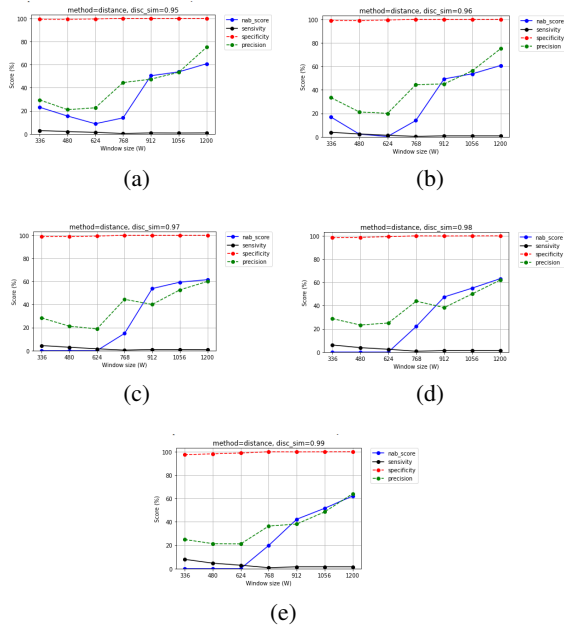 method=distance, disc_sim=0.95
100
80
60
40
20
0
Score (%)
336 480 624 768 912 1056 1200
Window size (W)
nab_score
sensivity
specificity
precision
(a)
method=distance, disc_sim=0.96
100
80
60
40
20
0
Score (%)
336 480 624 768 912 1056 1200
Window size (W)
nab_score
sensivity
specificity
precision
(b)
method=distance, disc_sim=0.97
100
80
60
40
20
0
Score (%)
336 480 624 768 912 1056 1200
Window size (W)
nab_score
sensivity
specificity
precision
(c)
method=distance, disc_sim=0.98
100
80
60
40
20
0
Score (%)
336 480 624 768 912 1056 1200
Window size (W)
nab_score
sensivity
specificity
precision
(d)
method=distance, disc_sim=0.99
100
80
60
40
20
0
Score (%)
336 480 624 768 912 1056 1200
Window size (W)
nab_score
sensivity
specificity
precision
(e)